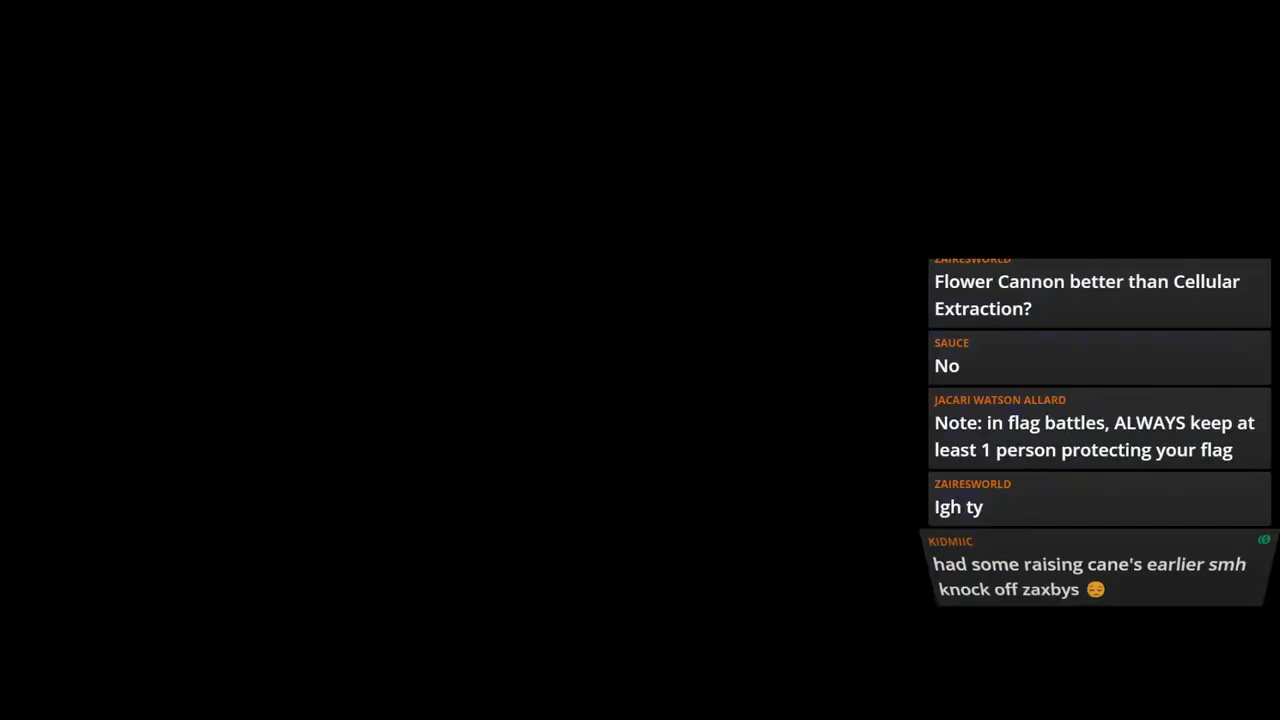 ZAIRESWORLD
Flower Cannon better than Cellular
Extraction?
SAUCE
No
JACARI WATSON ALLARD
Note: in flag battles, ALWAYS keep at
least 1 person protecting your flag
ZAIRESWORLD
Igh ty
KIDMIIC
had some raising cane's earlier smh
knock off zaxbys 😔